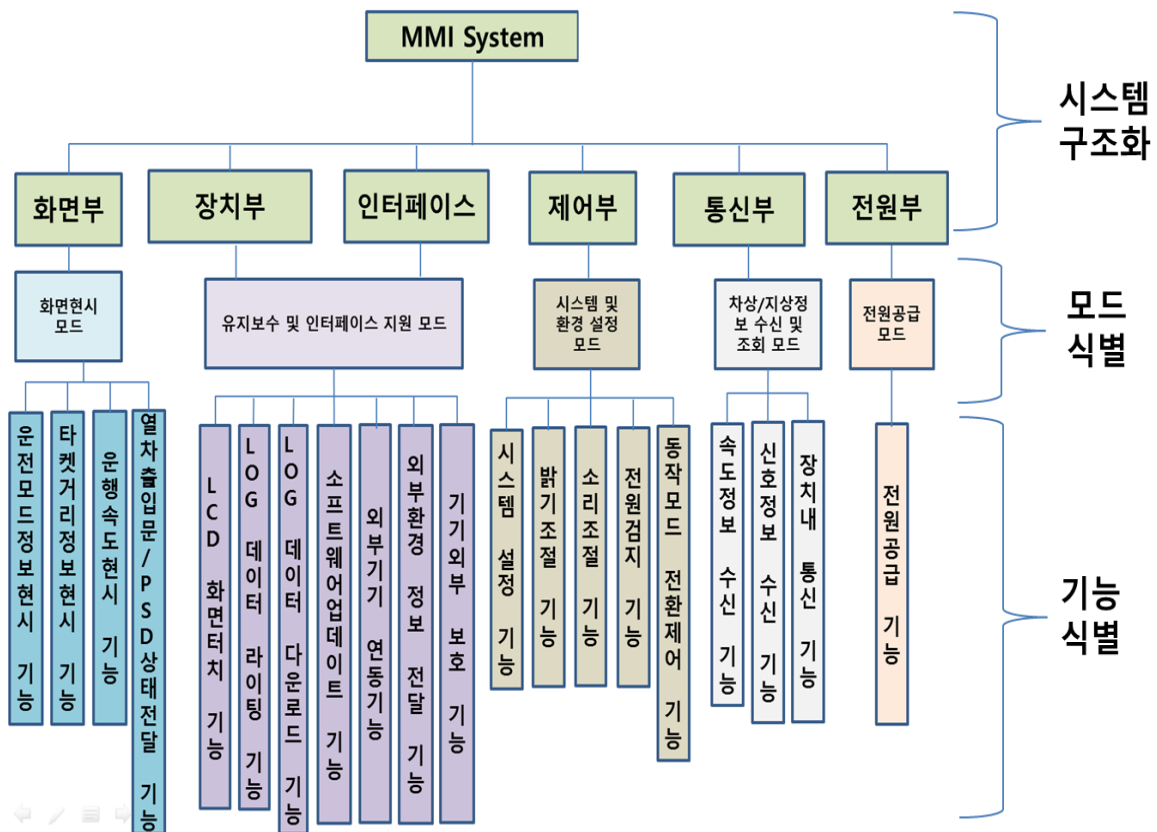 MMI System
시스템
구조화
화면부
장치부
인터페이스
제어부
통신부
전원부
화면현시
모드
유지보수 및 인터페이스 지원 모드
시스템 및
환경 설정
모드
차상/지상정
보 수신 및
조회 모드
전원공급
모드
모드
식별
운전모드정보현시 기능
타켓거리정보현시 기능
운행속도현시 기능
열차출입문/PSD상태전달 기능
LCD 화면터치 기능
LOG 데이터 라이팅 기능
LOG 데이터 다운로드 기능
소프트웨어업데이트 기능
외부기기 연동기능
외부환경 정보 전달 기능
기기외부 보호 기능
시스템 설정 기능
밝기조절 기능
소리조절 기능
전원검지 기능
동작모드 전환제어 기능
속도정보 수신 기능
신호정보 수신 기능
장치내 통신 기능
전원공급 기능
기능
식별